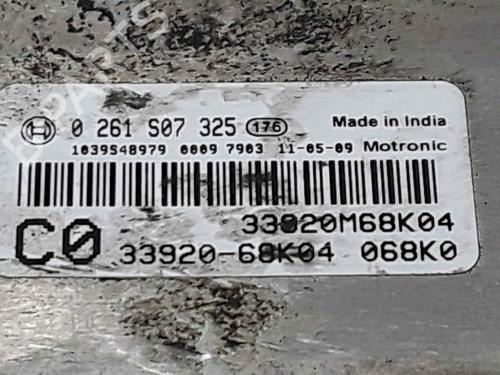 B-PARTS
0 261 S07 325 176 Made in India
1039S48979 0009 7903 11-05-09 Motronic
33920M68K04
C0 33920-68K04 068K0